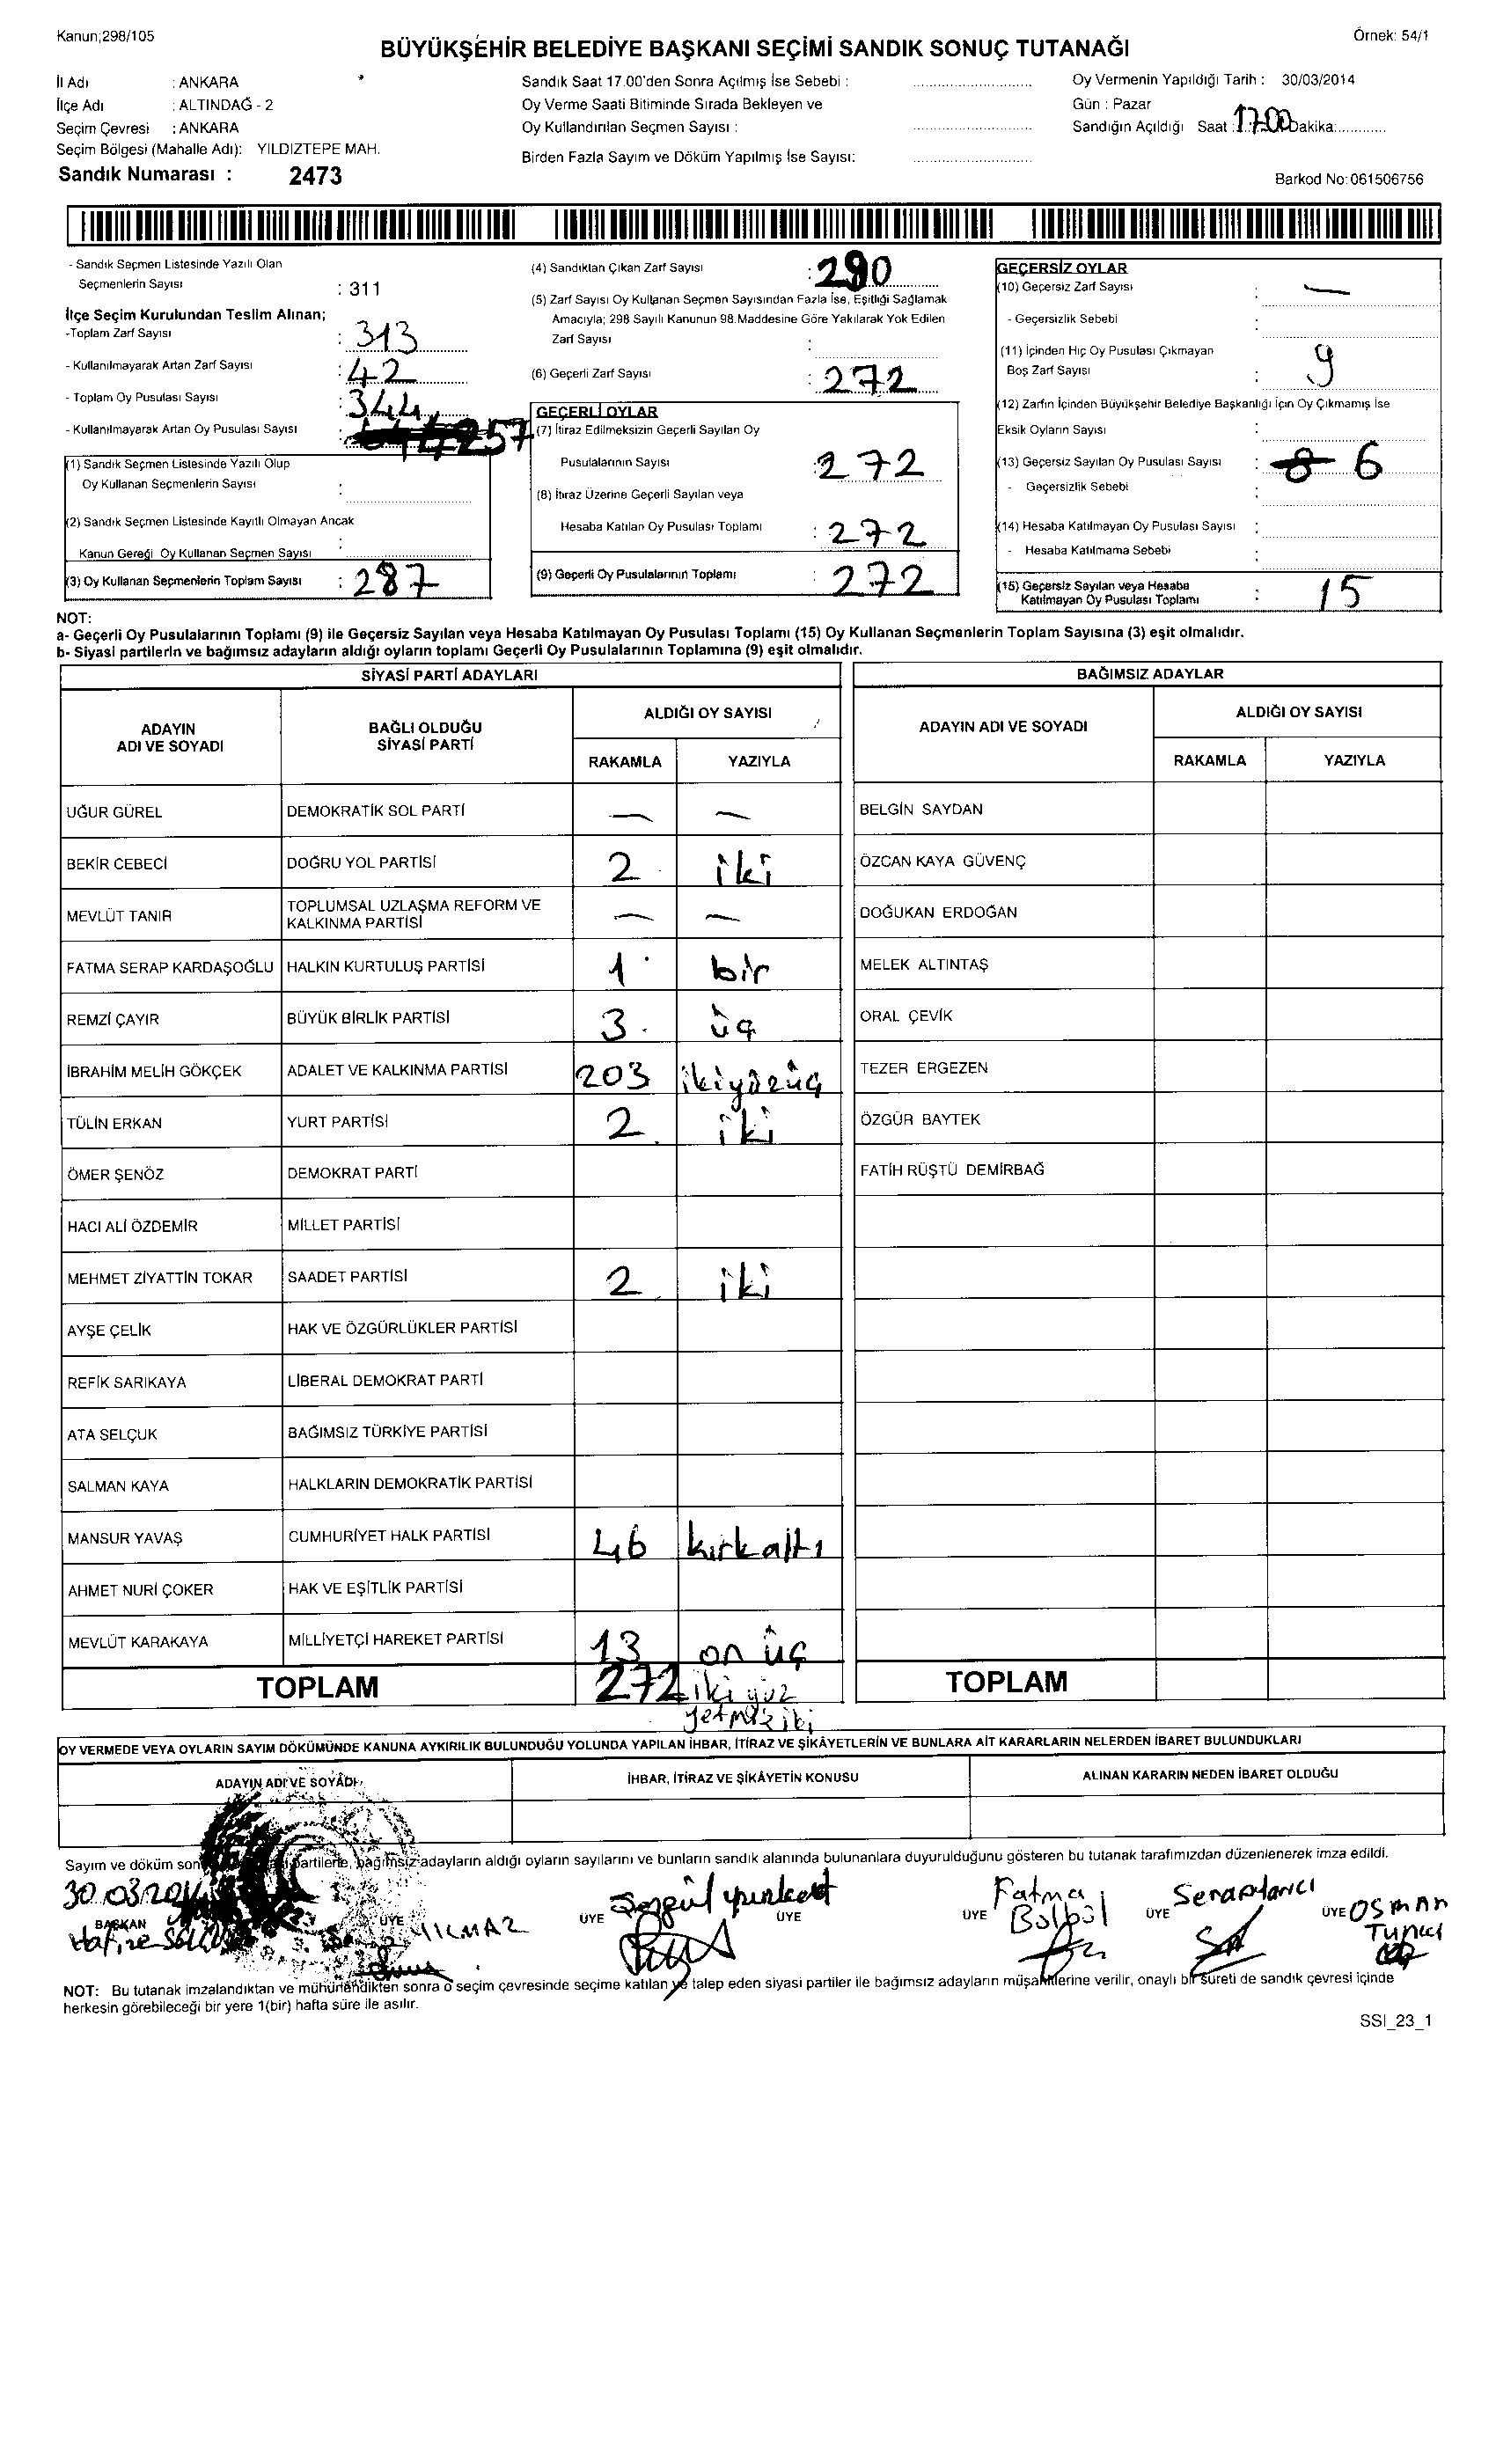 Kanun;298/105
Örnek: 54/1
BÜYÜKŞEHİR BELEDİYE BAŞKANI SEÇİMİ SANDIK SONUÇ TUTANAĞI
İl Adı : ANKARA
İlçe Adı : ALTINDAĞ - 2
Seçim Çevresi : ANKARA
Seçim Bölgesi (Mahalle Adı): YILDIZTEPE MAH.
Sandık Numarası : 2473
Sandık Saat 17.00'den Sonra Açılmış İse Sebebi :
Oy Verme Saati Bitiminde Sırada Bekleyen ve
Oy Kullandırılan Seçmen Sayısı :
Birden Fazla Sayım ve Döküm Yapılmış İse Sayısı:
Oy Vermenin Yapıldığı Tarih : 30/03/2014
Gün : Pazar
Sandığın Açıldığı Saat : 17.00 Dakika:
Barkod No: 061506756
- Sandık Seçmen Listesinde Yazılı Olan
Seçmenlerin Sayısı : 311
İlçe Seçim Kurulundan Teslim Alınan;
-Toplam Zarf Sayısı : 313
- Kullanılmayarak Artan Zarf Sayısı : 42
- Toplam Oy Pusulası Sayısı : 344
- Kullanılmayarak Artan Oy Pusulası Sayısı : 57
(1) Sandık Seçmen Listesinde Yazılı Olup
Oy Kullanan Seçmenlerin Sayısı :
(2) Sandık Seçmen Listesinde Kayıtlı Olmayan Ancak
Kanun Gereği Oy Kullanan Seçmen Sayısı :
(3) Oy Kullanan Seçmenlerin Toplam Sayısı : 287
(4) Sandıktan Çıkan Zarf Sayısı : 290
(5) Zarf Sayısı Oy Kullanan Seçmen Sayısından Fazla İse, Eşitliği Sağlamak
Amacıyla; 298 Sayılı Kanunun 98.Maddesine Göre Yakılarak Yok Edilen
Zarf Sayısı :
(6) Geçerli Zarf Sayısı : 272
GEÇERLİ OYLAR
(7) İtiraz Edilmeksizin Geçerli Sayılan Oy
Pusulalarının Sayısı : 272
(8) İtiraz Üzerine Geçerli Sayılan veya
Hesaba Katılan Oy Pusulası Toplamı : 272
(9) Geçerli Oy Pusulalarının Toplamı : 272
GEÇERSİZ OYLAR
(10) Geçersiz Zarf Sayısı : —
- Geçersizlik Sebebi :
(11) İçinden Hiç Oy Pusulası Çıkmayan
Boş Zarf Sayısı : 9
(12) Zarfın İçinden Büyükşehir Belediye Başkanlığı İçin Oy Çıkmamış İse
Eksik Oyların Sayısı :
(13) Geçersiz Sayılan Oy Pusulası Sayısı : 8 6
- Geçersizlik Sebebi :
(14) Hesaba Katılmayan Oy Pusulası Sayısı :
- Hesaba Katılmama Sebebi :
(15) Geçersiz Sayılan veya Hesaba
Katılmayan Oy Pusulası Toplamı : 15
NOT:
a- Geçerli Oy Pusulalarının Toplamı (9) ile Geçersiz Sayılan veya Hesaba Katılmayan Oy Pusulası Toplamı (15) Oy Kullanan Seçmenlerin Toplam Sayısına (3) eşit olmalıdır.
b- Siyasi partilerin ve bağımsız adayların aldığı oyların toplamı Geçerli Oy Pusulalarının Toplamına (9) eşit olmalıdır.
SİYASİ PARTİ ADAYLARI
ADAYIN ADI VE SOYADI
BAĞLI OLDUĞU SİYASİ PARTİ
ALDIĞI OY SAYISI
RAKAMLA YAZIYLA
UĞUR GÜREL DEMOKRATİK SOL PARTİ — —
BEKİR CEBECİ DOĞRU YOL PARTİSİ 2 iki
MEVLÜT TANIR TOPLUMSAL UZLAŞMA REFORM VE KALKINMA PARTİSİ — —
FATMA SERAP KARDAŞOĞLU HALKIN KURTULUŞ PARTİSİ 1 bir
REMZİ ÇAYIR BÜYÜK BİRLİK PARTİSİ 3 üç
İBRAHİM MELİH GÖKÇEK ADALET VE KALKINMA PARTİSİ 203 ikiyüzüç
TÜLİN ERKAN YURT PARTİSİ 2 iki
ÖMER ŞENÖZ DEMOKRAT PARTİ
HACI ALİ ÖZDEMİR MİLLET PARTİSİ
MEHMET ZİYATTİN TOKAR SAADET PARTİSİ 2 iki
AYŞE ÇELİK HAK VE ÖZGÜRLÜKLER PARTİSİ
REFİK SARIKAYA LİBERAL DEMOKRAT PARTİ
ATA SELÇUK BAĞIMSIZ TÜRKİYE PARTİSİ
SALMAN KAYA HALKLARIN DEMOKRATİK PARTİSİ
MANSUR YAVAŞ CUMHURİYET HALK PARTİSİ 46 kırkaltı
AHMET NURİ ÇOKER HAK VE EŞİTLİK PARTİSİ
MEVLÜT KARAKAYA MİLLİYETÇİ HAREKET PARTİSİ 13 on üç
TOPLAM 272 iki yüz
BAĞIMSIZ ADAYLAR
ADAYIN ADI VE SOYADI
ALDIĞI OY SAYISI
RAKAMLA YAZIYLA
BELGİN SAYDAN
ÖZCAN KAYA GÜVENÇ
DOĞUKAN ERDOĞAN
MELEK ALTINTAŞ
ORAL ÇEVİK
TEZER ERGEZEN
ÖZGÜR BAYTEK
FATİH RÜŞTÜ DEMİRBAĞ
TOPLAM
OY VERMEDE VEYA OYLARIN SAYIM DÖKÜMÜNDE KANUNA AYKIRILIK BULUNDUĞU YOLUNDA YAPILAN İHBAR, İTİRAZ VE ŞİKÂYETLERİN VE BUNLARA AİT KARARLARIN NELERDEN İBARET BULUNDUKLARI
ADAYIN ADI VE SOYADI
İHBAR, İTİRAZ VE ŞİKÂYETİN KONUSU
ALINAN KARARIN NEDEN İBARET OLDUĞU
Sayım ve döküm partilerle, bağımsız adayların aldığı oyların sayılarını ve bunların sandık alanında bulunanlara duyurulduğunu gösteren bu tutanak tarafımızdan düzenlenerek imza edildi.
30.03.2014
BAŞKAN ÜYE YILMAZ ÜYE ÜYE ÜYE Fatma ÜYE ÜYE OSMAN
NOT: Bu tutanak imzalandıktan ve mühürlendikten sonra o seçim çevresinde seçime katılan ve talep eden siyasi partiler ile bağımsız adayların müşahitlerine verilir, onaylı bir sureti de sandık çevresi içinde
herkesin görebileceği bir yere 1(bir) hafta süre ile asılır.
SSI_23_1